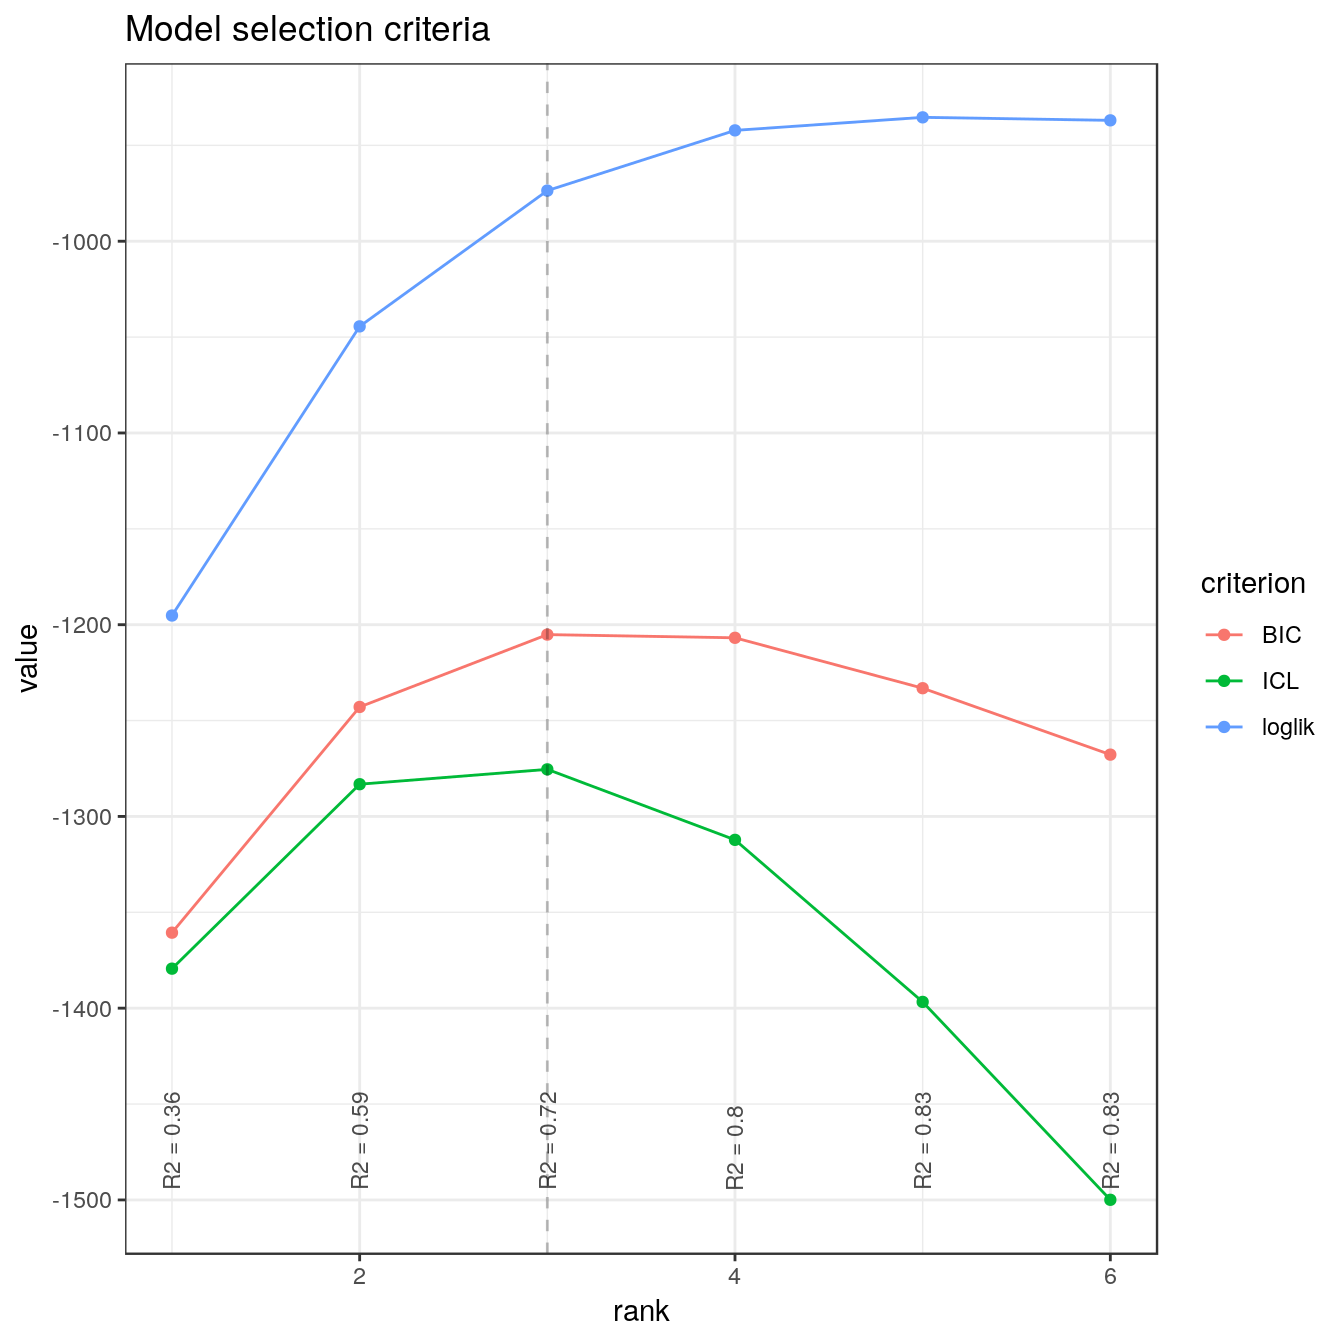 Model selection criteria
value
-1000
-1100
-1200
-1300
-1400
-1500
R2 = 0.36
R2 = 0.59
R2 = 0.72
R2 = 0.8
R2 = 0.83
R2 = 0.83
2
4
6
rank
criterion
BIC
ICL
loglik